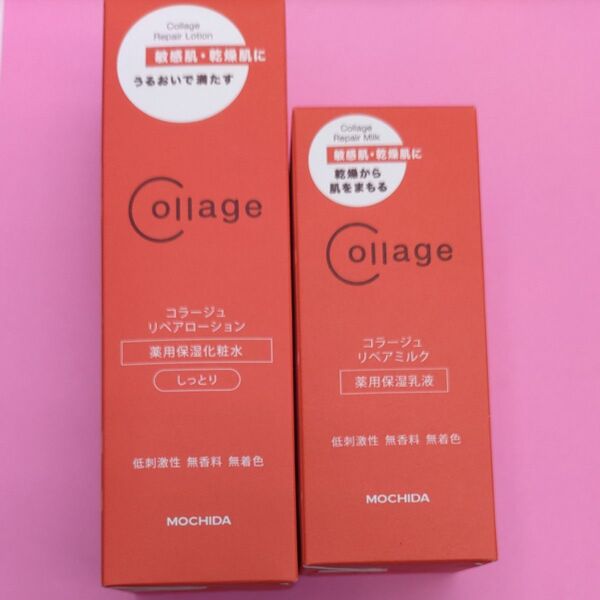 Collage
Repair Lotion
敏感肌・乾燥肌に
うるおいで満たす
Collage
コラージュ
リペアローション
薬用保湿化粧水
しっとり
低刺激性 無香料 無着色
MOCHIDA
Collage
Repair Milk
敏感肌・乾燥肌に
乾燥から
肌をまもる
Collage
コラージュ
リペアミルク
薬用保湿乳液
低刺激性 無香料 無着色
MOCHIDA